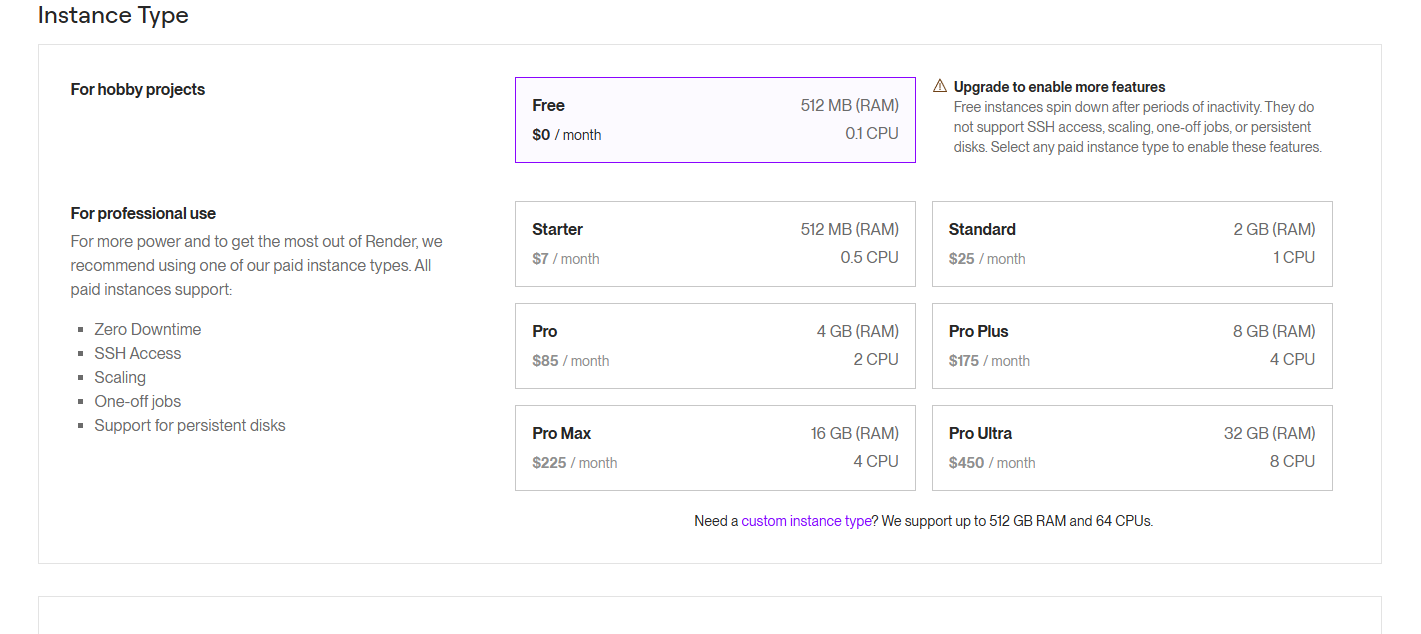 Instance Type
For hobby projects
Free
512 MB (RAM)
$0 / month
0.1 CPU
⚠ Upgrade to enable more features
Free instances spin down after periods of inactivity. They do
not support SSH access, scaling, one-off jobs, or persistent
disks. Select any paid instance type to enable these features.
For professional use
For more power and to get the most out of Render, we
recommend using one of our paid instance types. All
paid instances support:
▪ Zero Downtime
▪ SSH Access
▪ Scaling
▪ One-off jobs
▪ Support for persistent disks
Starter
512 MB (RAM)
$7 / month
0.5 CPU
Standard
2 GB (RAM)
$25 / month
1 CPU
Pro
4 GB (RAM)
$85 / month
2 CPU
Pro Plus
8 GB (RAM)
$175 / month
4 CPU
Pro Max
16 GB (RAM)
$225 / month
4 CPU
Pro Ultra
32 GB (RAM)
$450 / month
8 CPU
Need a custom instance type? We support up to 512 GB RAM and 64 CPUs.